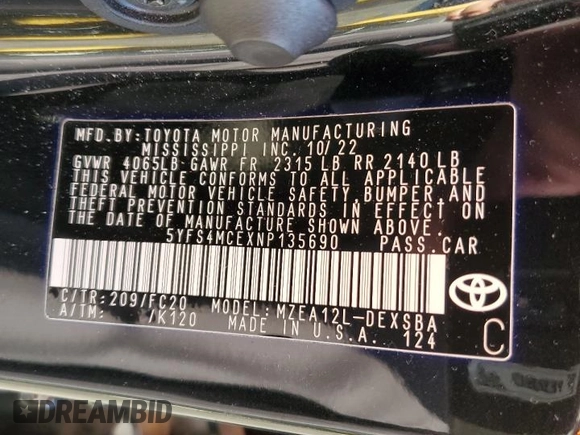 MFD.BY:TOYOTA MOTOR MANUFACTURING
MISSISSIPPI INC. 10/22
GVWR 4065LB GAWR FR 2315 LB RR 2140LB
THIS VEHICLE CONFORMS TO ALL APPLICABLE
FEDERAL MOTOR VEHICLE SAFETY,BUMPER,AND
THEFT PREVENTION STANDARDS IN EFFECT ON
THE DATE OF MANUFACTURE SHOWN ABOVE.
5YFS4MCEXNP135690 PASS.CAR
C/TR:209/FC20 MODEL:MZEA12L-DEXSBA
A/TM: /K120 MADE IN U.S.A. 124
C
DREAMBID